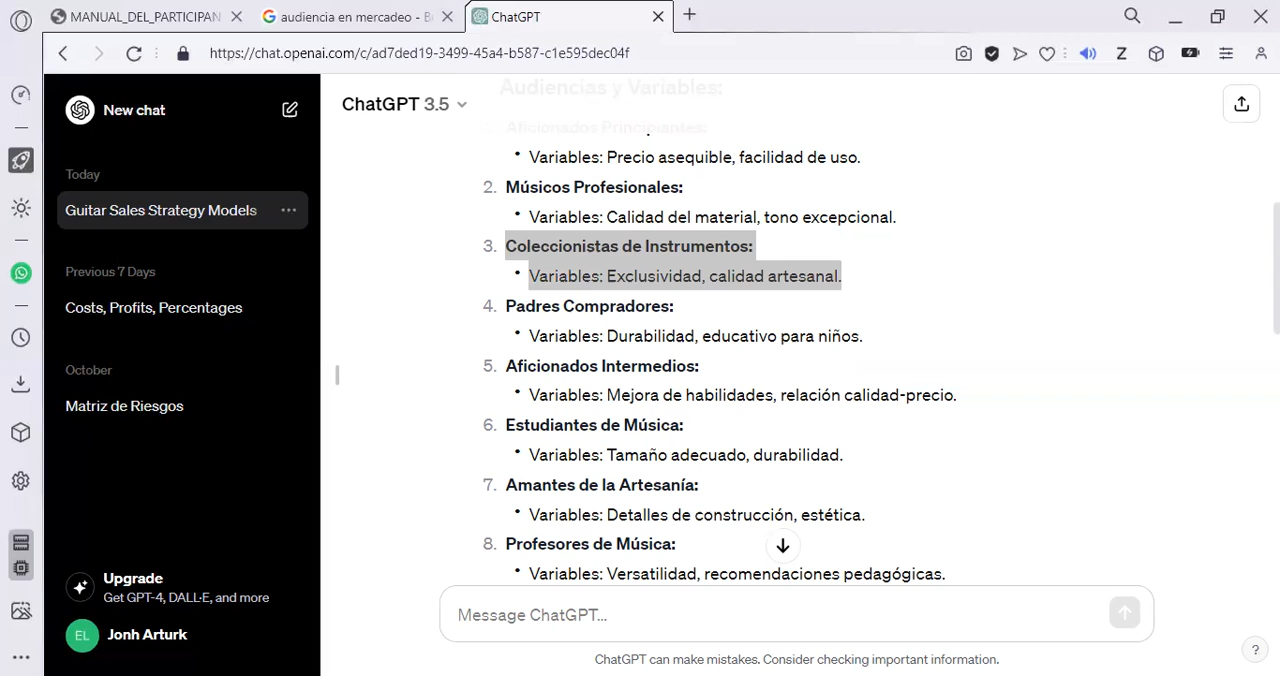 MANUAL_DEL_PARTICIPAN
audiencia en mercadeo - B
ChatGPT
https://chat.openai.com/c/ad7ded19-3499-45a4-b587-c1e595dec04f
Z
New chat
Today
Guitar Sales Strategy Models
Previous 7 Days
Costs, Profits, Percentages
October
Matriz de Riesgos
Upgrade
Get GPT-4, DALL·E, and more
EL
Jonh Arturk
ChatGPT 3.5
Audiencias y Variables:
Aficionados Principiantes:
• Variables: Precio asequible, facilidad de uso.
2. Músicos Profesionales:
• Variables: Calidad del material, tono excepcional.
3. Coleccionistas de Instrumentos:
• Variables: Exclusividad, calidad artesanal.
4. Padres Compradores:
• Variables: Durabilidad, educativo para niños.
5. Aficionados Intermedios:
• Variables: Mejora de habilidades, relación calidad-precio.
6. Estudiantes de Música:
• Variables: Tamaño adecuado, durabilidad.
7. Amantes de la Artesanía:
• Variables: Detalles de construcción, estética.
8. Profesores de Música:
• Variables: Versatilidad, recomendaciones pedagógicas.
Message ChatGPT...
ChatGPT can make mistakes. Consider checking important information.
?